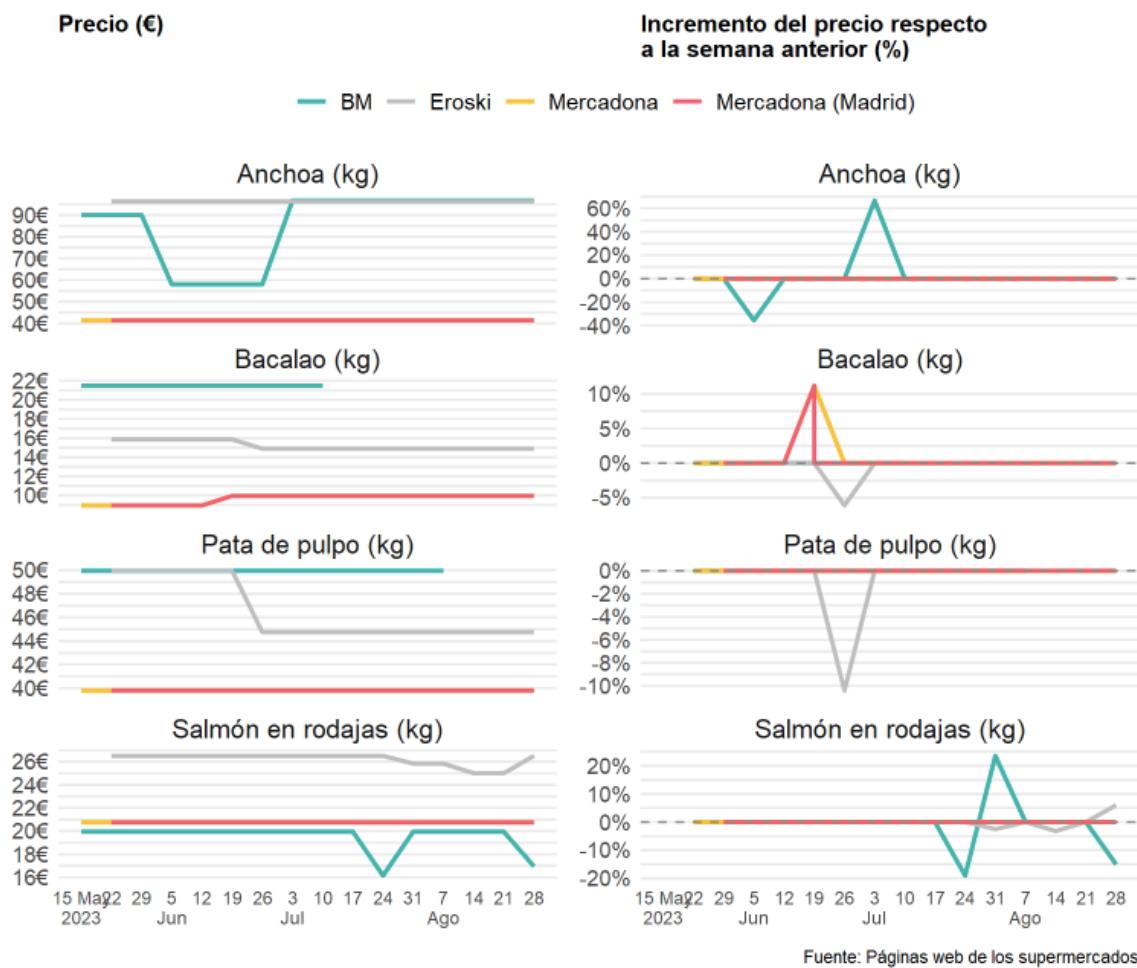 Precio (€)
Incremento del precio respecto
a la semana anterior (%)
BM Eroski Mercadona Mercadona (Madrid)
Anchoa (kg)
90€
80€
70€
60€
50€
40€
Anchoa (kg)
60%
40%
20%
0%
-20%
-40%
Bacalao (kg)
22€
20€
18€
16€
14€
12€
10€
Bacalao (kg)
10%
5%
0%
-5%
Pata de pulpo (kg)
50€
48€
46€
44€
42€
40€
Pata de pulpo (kg)
0%
-2%
-4%
-6%
-8%
-10%
Salmón en rodajas (kg)
26€
24€
22€
20€
18€
16€
15 May 22 29 5 12 19 26 3 10 17 24 31 7 14 21 28
2023 Jun Jul Ago
Salmón en rodajas (kg)
20%
10%
0%
-10%
-20%
15 May 22 29 5 12 19 26 3 10 17 24 31 7 14 21 28
2023 Jun Jul Ago
Fuente: Páginas web de los supermercados